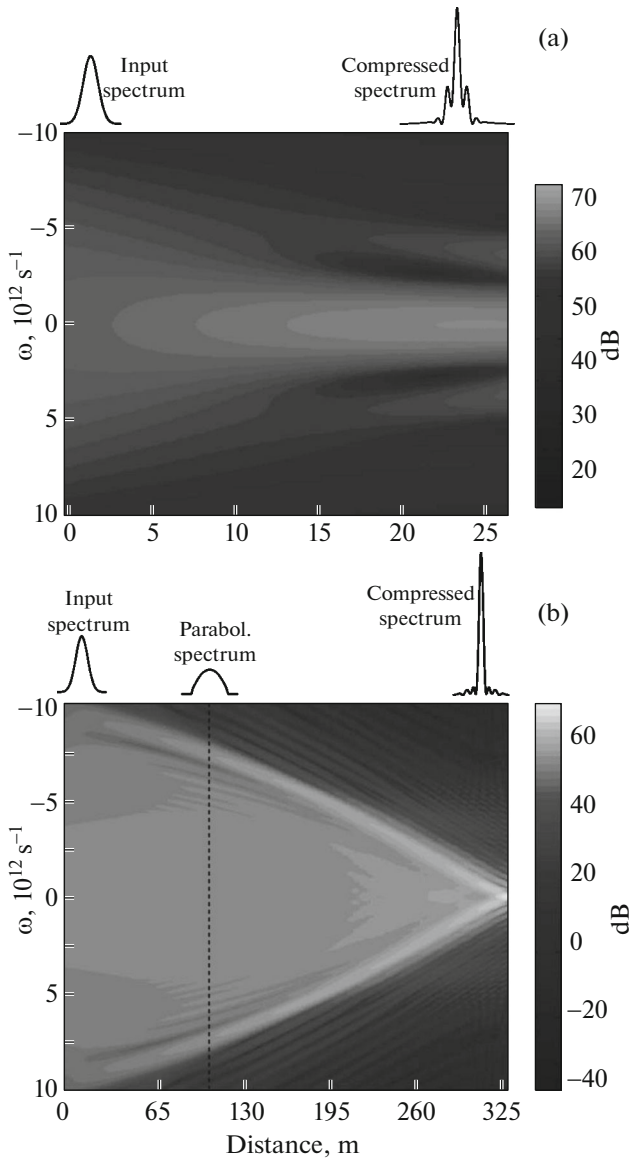 (a)
Input
spectrum
Compressed
spectrum
−10
−5
0
5
10
ω, 10¹² s⁻¹
0 5 10 15 20 25
70
60
50
40
30
20
dB
(b)
Input
spectrum
Parabol.
spectrum
Compressed
spectrum
−10
−5
0
5
10
ω, 10¹² s⁻¹
0 65 130 195 260 325
Distance, m
60
40
20
0
−20
−40
dB